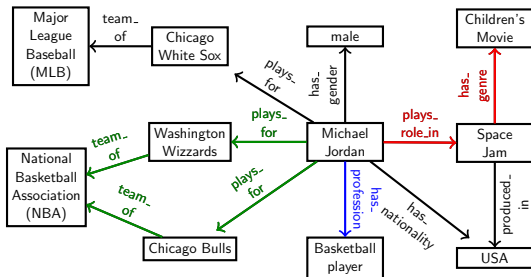 Major
League
Baseball
(MLB)
team_
of
Chicago
White Sox
plays_
for
male
has_
gender
Children's
Movie
has_
genre
National
Basketball
Association
(NBA)
team_
of
Washington
Wizzards
plays_
for
Michael
Jordan
plays_
role_in
Space
Jam
team_
of
Chicago Bulls
plays_
for
has_
profession
Basketball
player
has_
nationality
produced_
in
USA